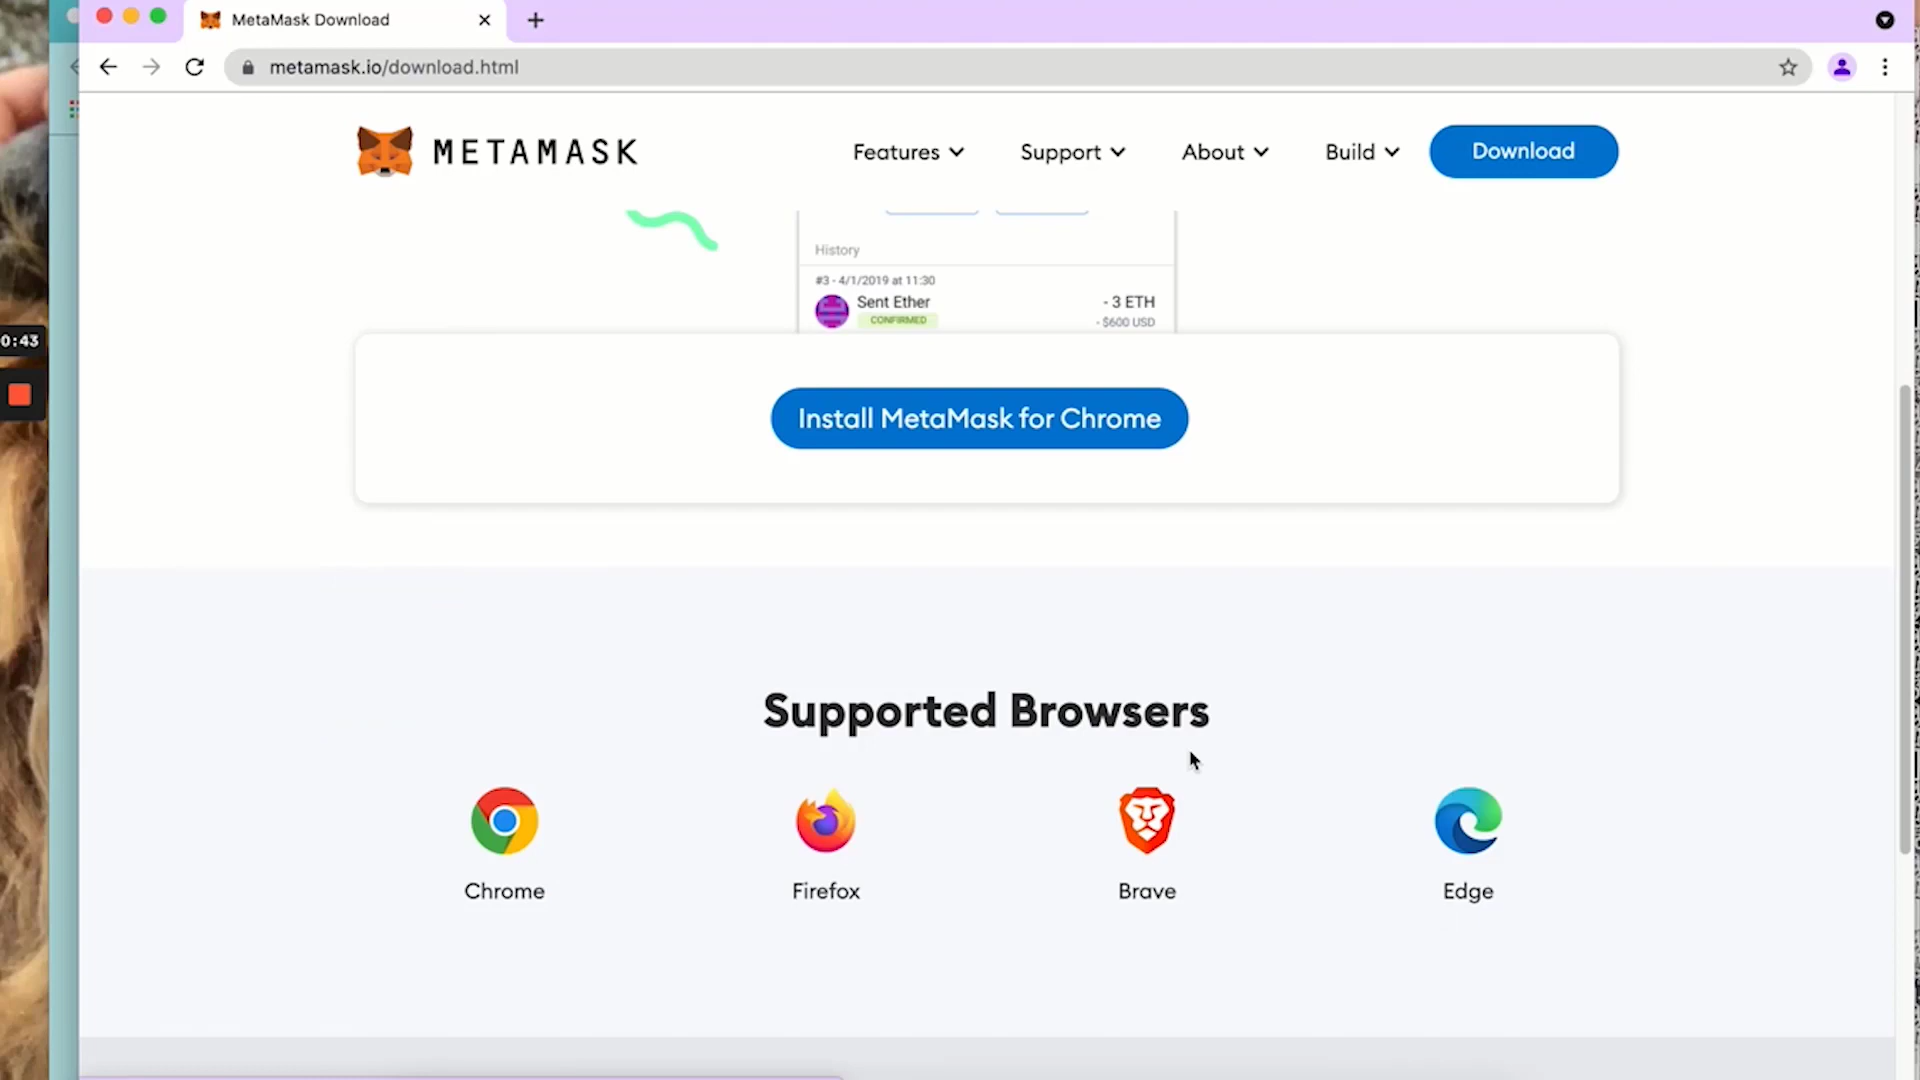 MetaMask Download
metamask.io/download.html
METAMASK
Features
Support
About
Build
Download
History
#3 - 4/1/2019 at 11:30
Sent Ether
- 3 ETH
CONFIRMED
- $600 USD
0:43
Install MetaMask for Chrome
Supported Browsers
Chrome
Firefox
Brave
Edge